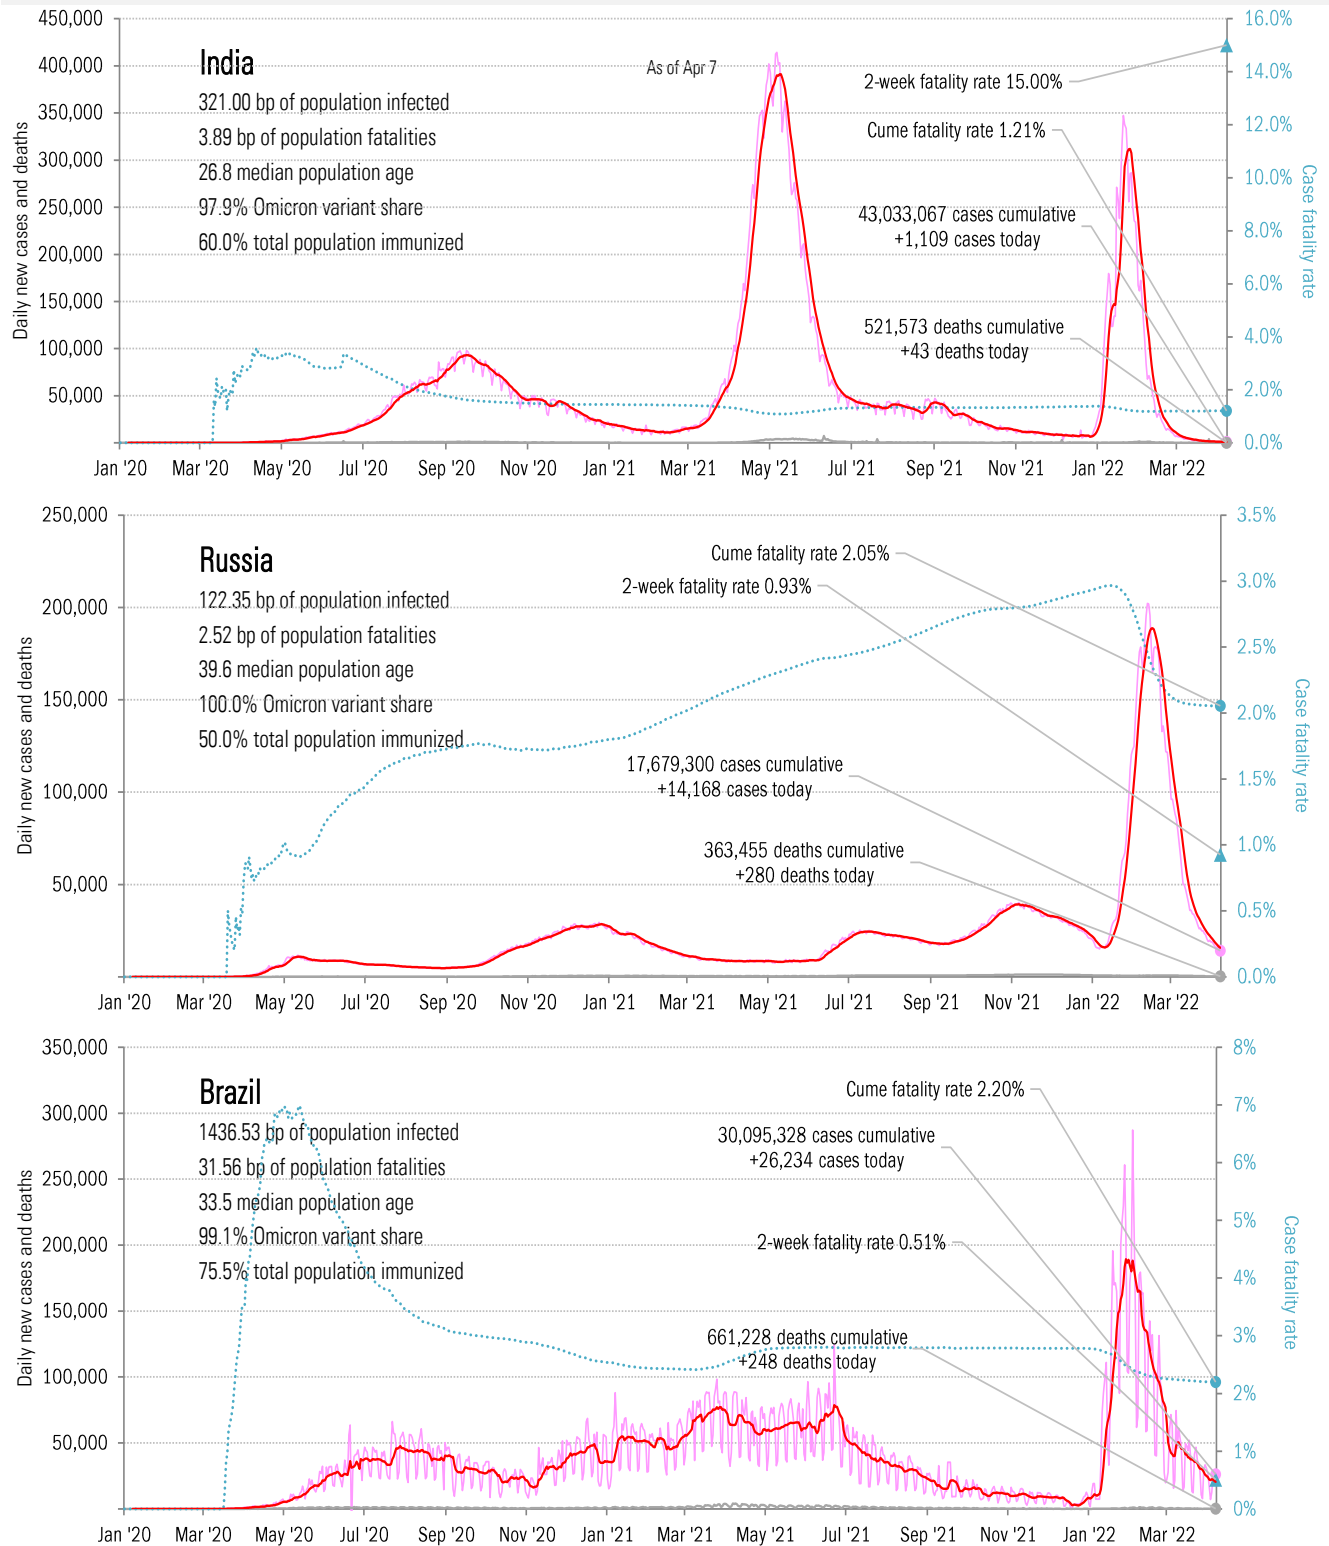 450,000
400,000
350,000
300,000
250,000
200,000
150,000
100,000
50,000
Daily new cases and deaths
India
321.00 bp of population infected
3.89 bp of population fatalities
26.8 median population age
97.9% Omicron variant share
60.0% total population immunized
As of Apr 7
2-week fatality rate 15.00%
Cume fatality rate 1.21%
43,033,067 cases cumulative
+1,109 cases today
521,573 deaths cumulative
+43 deaths today
16.0%
14.0%
12.0%
10.0%
8.0%
6.0%
4.0%
2.0%
0.0%
Case fatality rate
Jan '20 Mar '20 May '20 Jul '20 Sep '20 Nov '20 Jan '21 Mar '21 May '21 Jul '21 Sep '21 Nov '21 Jan '22 Mar '22
250,000
200,000
150,000
100,000
50,000
Daily new cases and deaths
Russia
122.35 bp of population infected
2.52 bp of population fatalities
39.6 median population age
100.0% Omicron variant share
50.0% total population immunized
Cume fatality rate 2.05%
2-week fatality rate 0.93%
17,679,300 cases cumulative
+14,168 cases today
363,455 deaths cumulative
+280 deaths today
3.5%
3.0%
2.5%
2.0%
1.5%
1.0%
0.5%
0.0%
Case fatality rate
Jan '20 Mar '20 May '20 Jul '20 Sep '20 Nov '20 Jan '21 Mar '21 May '21 Jul '21 Sep '21 Nov '21 Jan '22 Mar '22
350,000
300,000
250,000
200,000
150,000
100,000
50,000
Daily new cases and deaths
Brazil
1436.53 bp of population infected
31.56 bp of population fatalities
33.5 median population age
99.1% Omicron variant share
75.5% total population immunized
Cume fatality rate 2.20%
30,095,328 cases cumulative
+26,234 cases today
2-week fatality rate 0.51%
661,228 deaths cumulative
+248 deaths today
8%
7%
6%
5%
4%
3%
2%
1%
0%
Case fatality rate
Jan '20 Mar '20 May '20 Jul '20 Sep '20 Nov '20 Jan '21 Mar '21 May '21 Jul '21 Sep '21 Nov '21 Jan '22 Mar '22